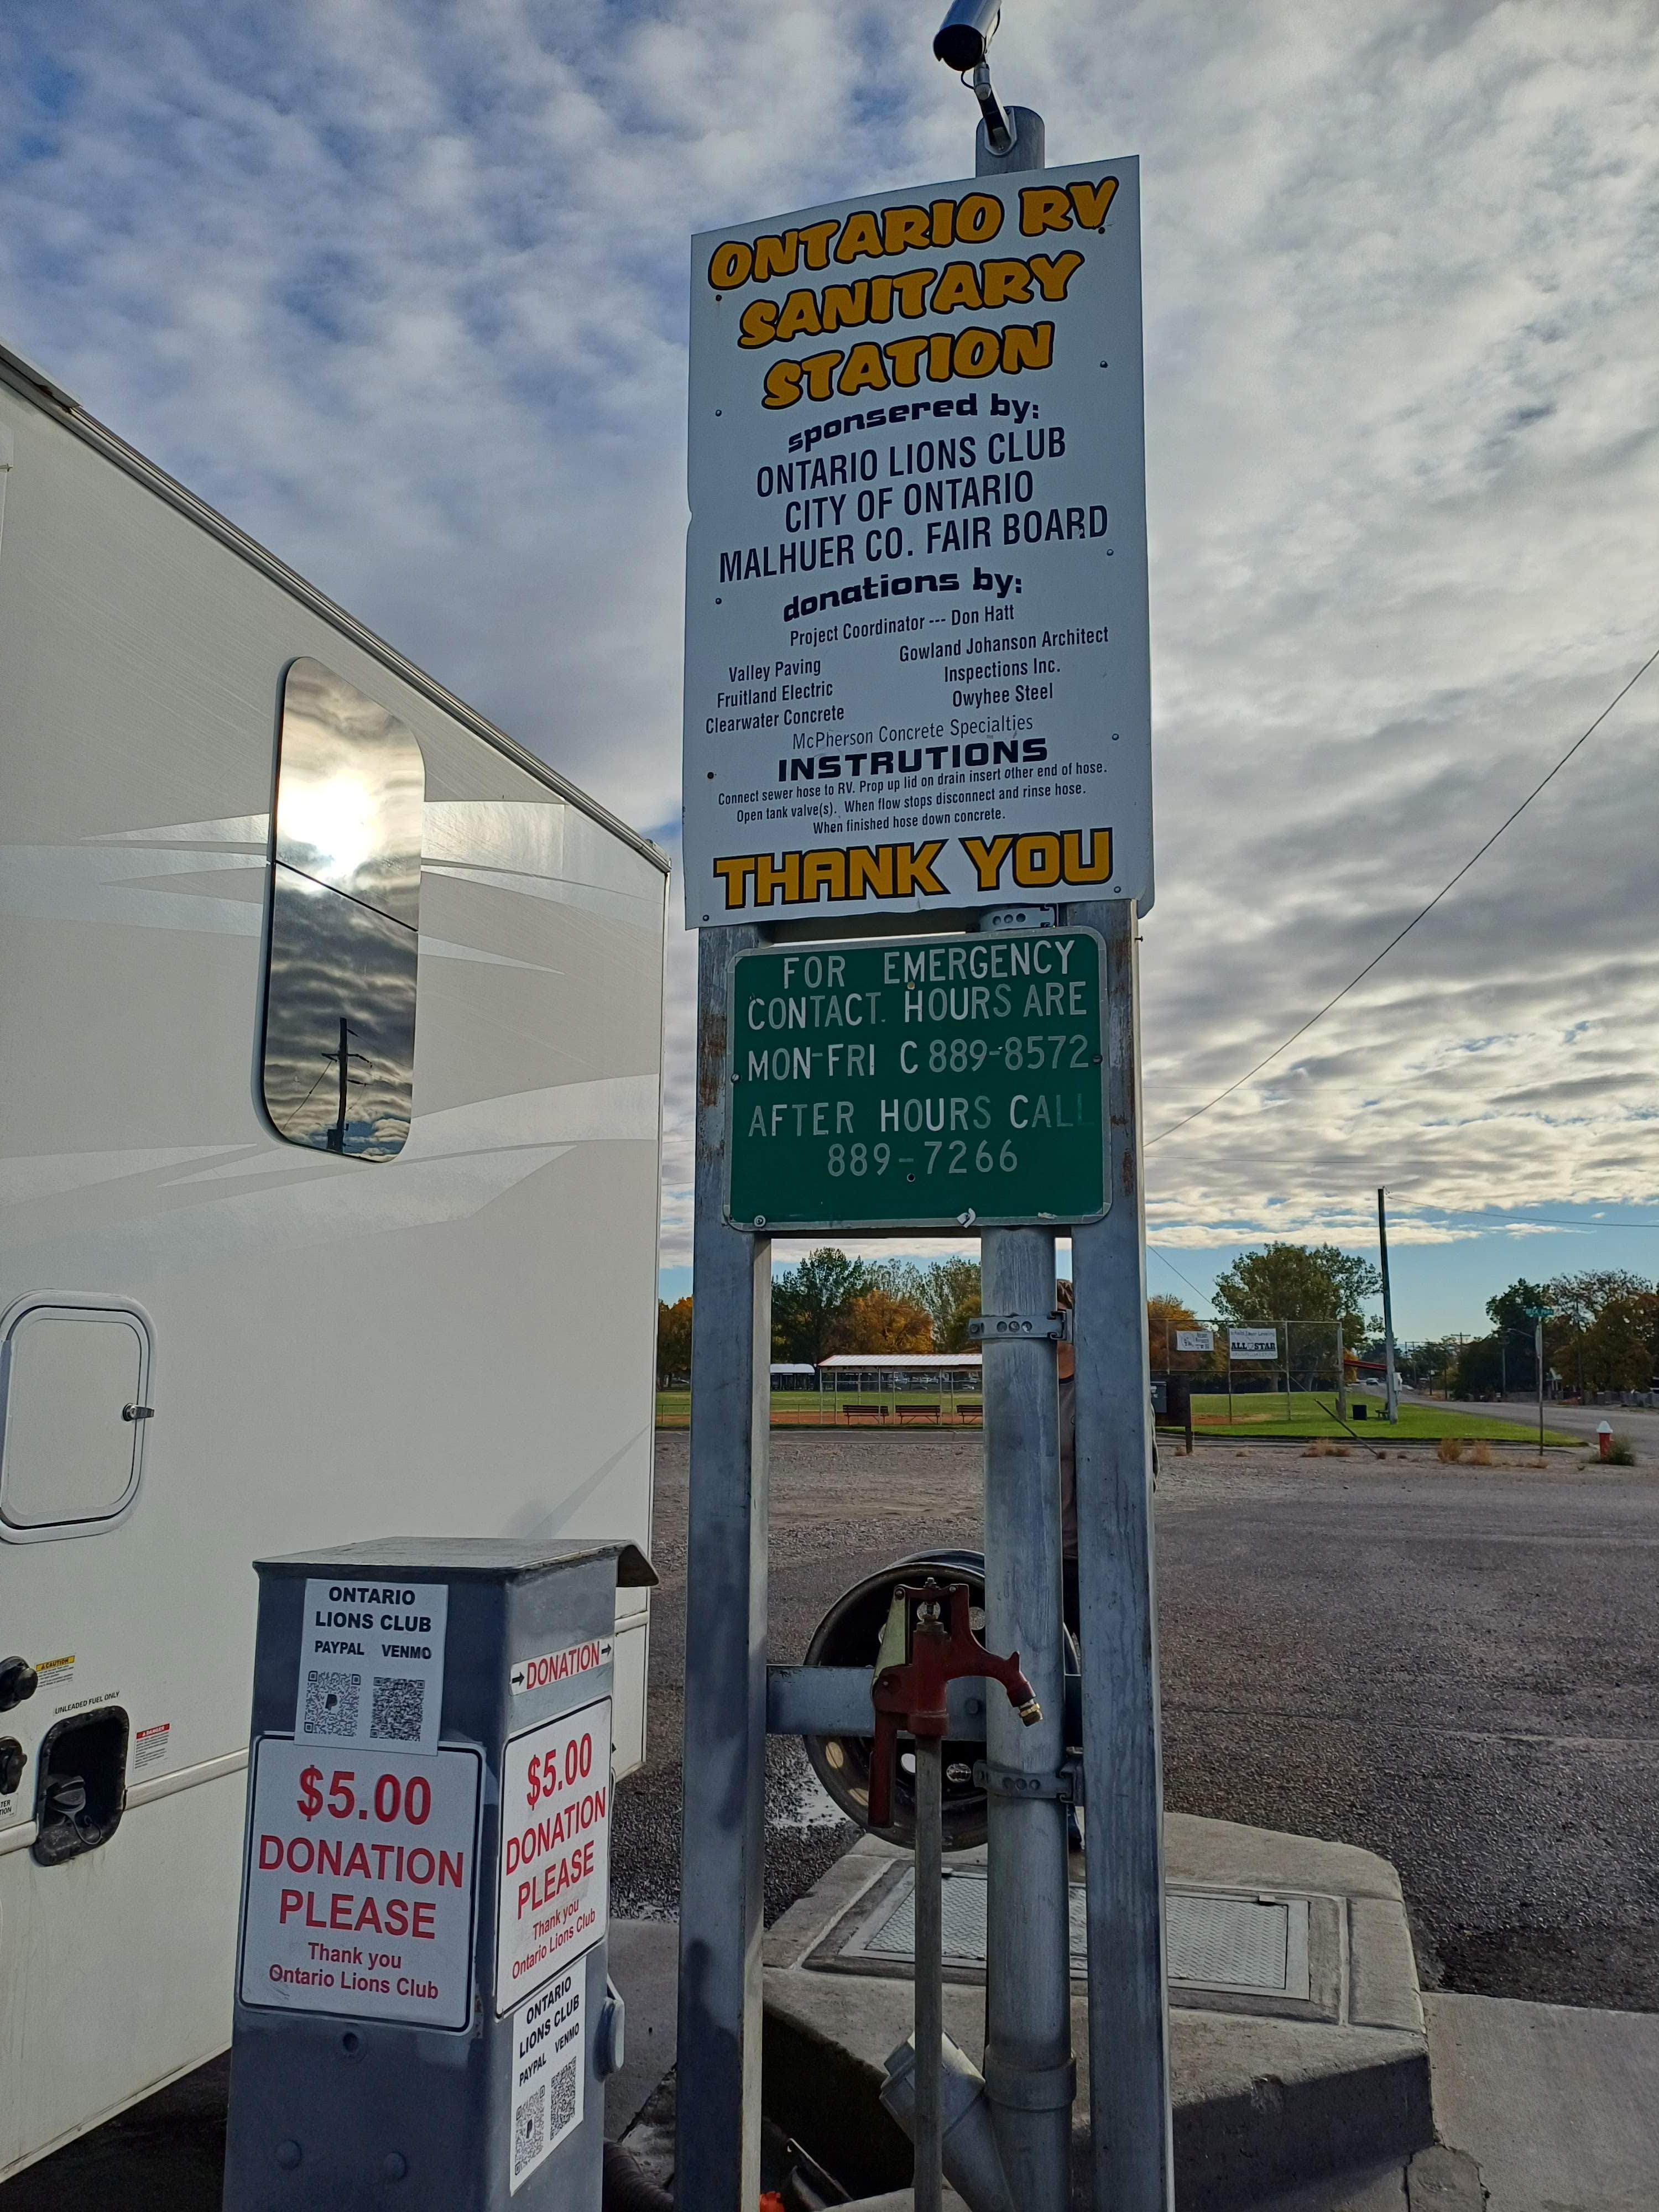 ONTARIO RV
SANITARY
STATION
sponsered by:
ONTARIO LIONS CLUB
CITY OF ONTARIO
MALHUER CO. FAIR BOARD
donations by:
Project Coordinator --- Don Hatt
Valley Paving
Gowland Johanson Architect
Fruitland Electric
Inspections Inc.
Clearwater Concrete
Owyhee Steel
McPherson Concrete Specialties
INSTRUTIONS
Connect sewer hose to RV. Prop up lid on drain insert other end of hose.
Open tank valve(s). When flow stops disconnect and rinse hose.
When finished hose down concrete.
THANK YOU
FOR EMERGENCY
CONTACT. HOURS ARE
MON-FRI C 889-8572
AFTER HOURS CALL
889-7266
ALL STAR
ONTARIO
LIONS CLUB
PAYPAL VENMO
$5.00
DONATION
PLEASE
Thank you
Ontario Lions Club
DONATION
$5.00
DONATION
PLEASE
Thank you
Ontario Lions Club
ONTARIO
LIONS CLUB
PAYPAL VENMO
CAUTION
UNLEADED FUEL ONLY
DANGER